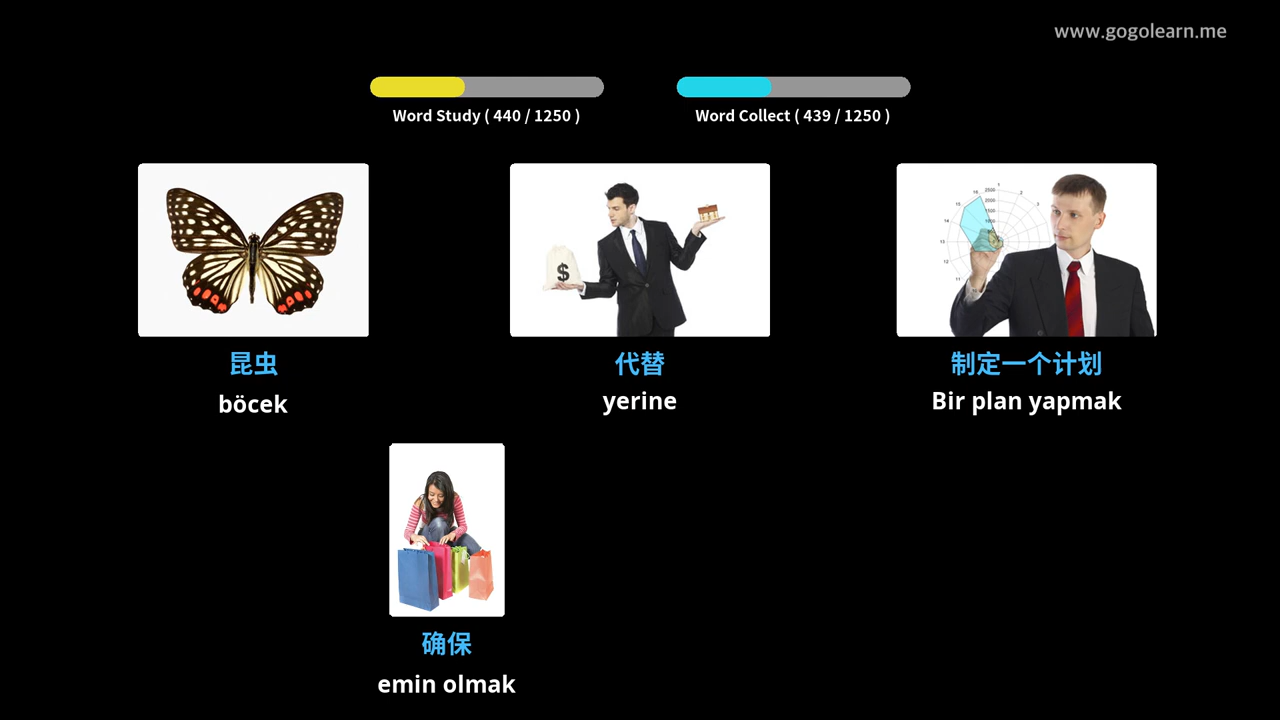 www.gogolearn.me
Word Study ( 440 / 1250 )
Word Collect ( 439 / 1250 )
昆虫
böcek
代替
yerine
制定一个计划
Bir plan yapmak
确保
emin olmak